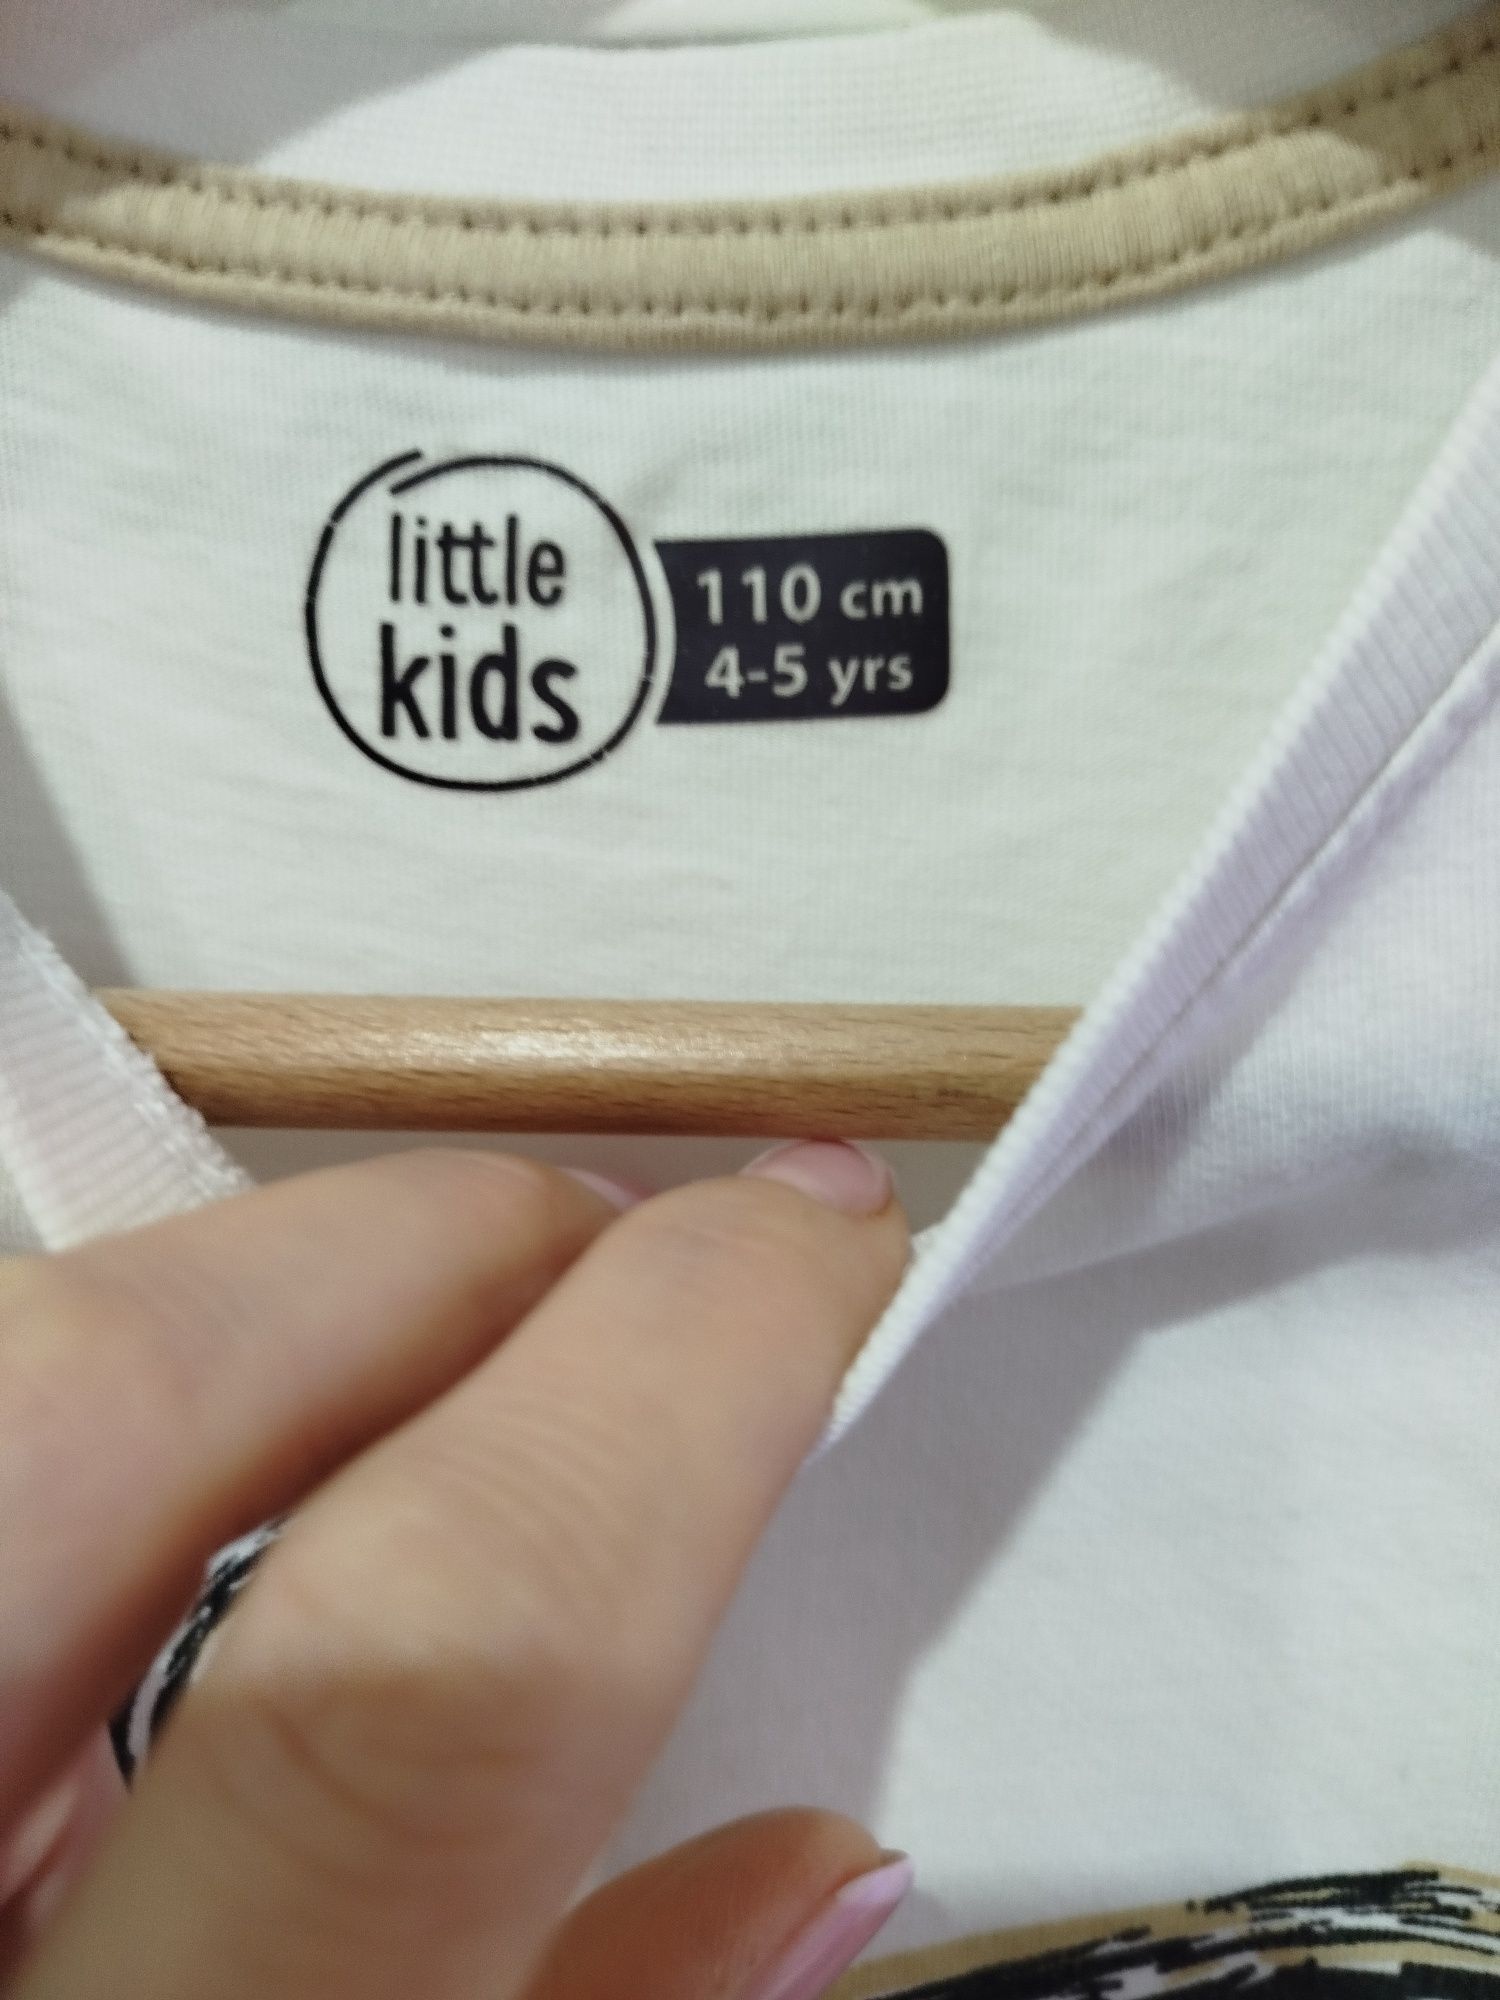 little
kids
110 cm
4-5 yrs